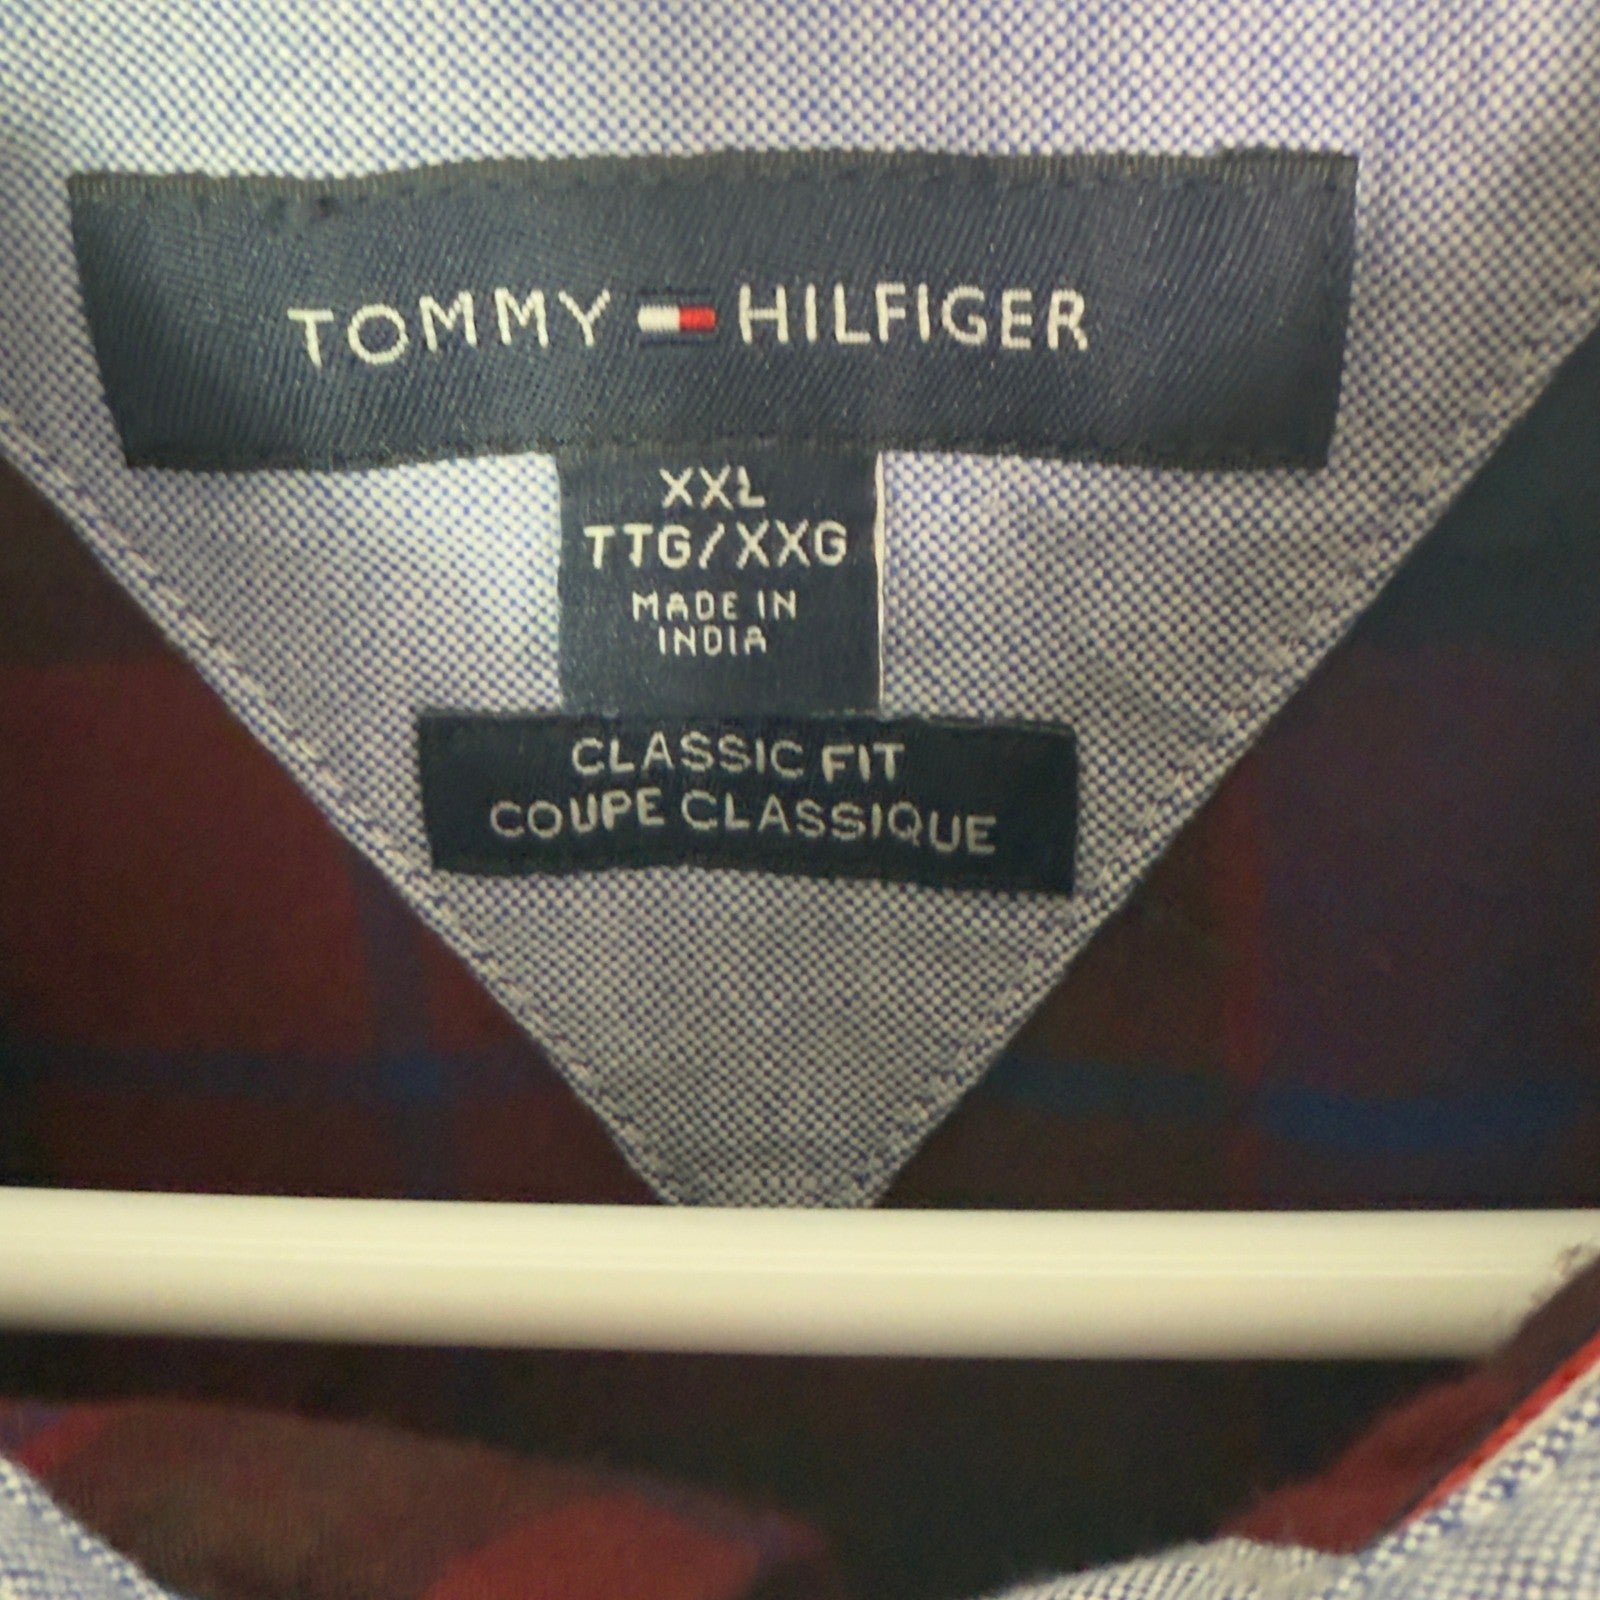 TOMMY HILFIGER
XXL
TTG/XXG
MADE IN
INDIA
CLASSIC FIT
COUPE CLASSIQUE